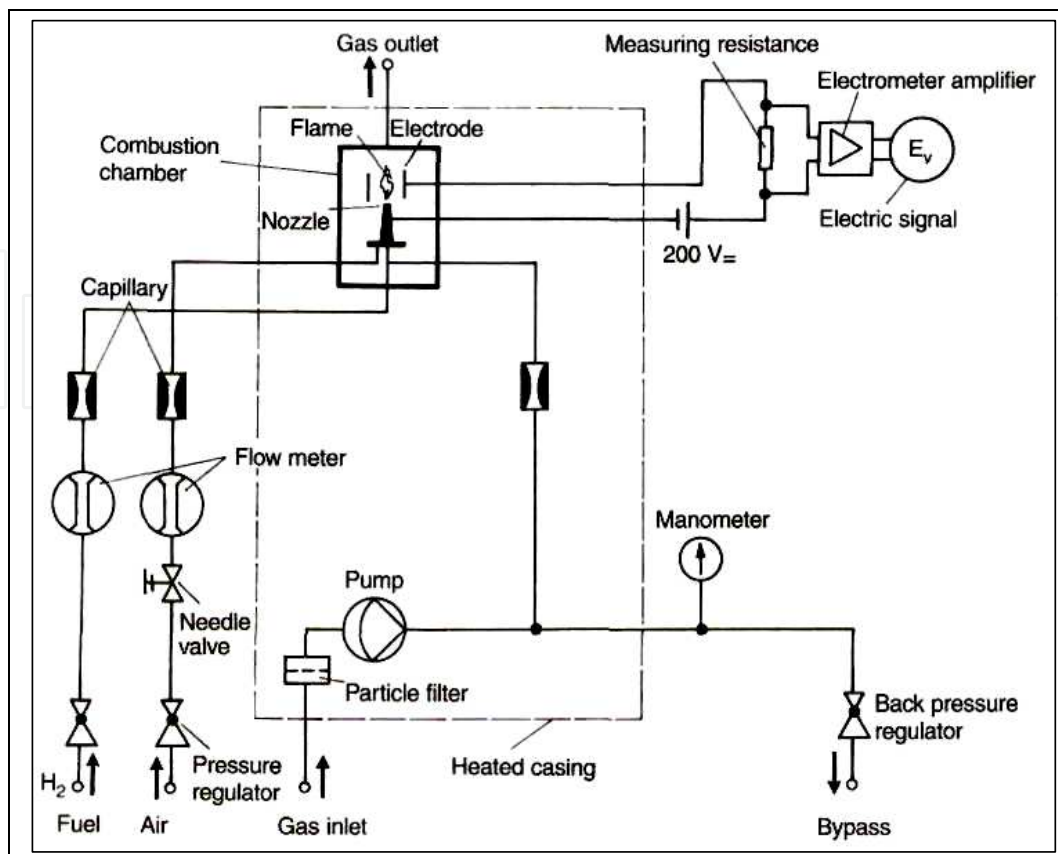 Gas outlet
Measuring resistance
Electrometer amplifier
Flame
Electrode
Combustion
chamber
E_v
Nozzle
Electric signal
200 V=
Capillary
Flow meter
Manometer
Pump
Needle
valve
Particle filter
Back pressure
regulator
Pressure
regulator
Heated casing
H₂
Fuel
Air
Gas inlet
Bypass